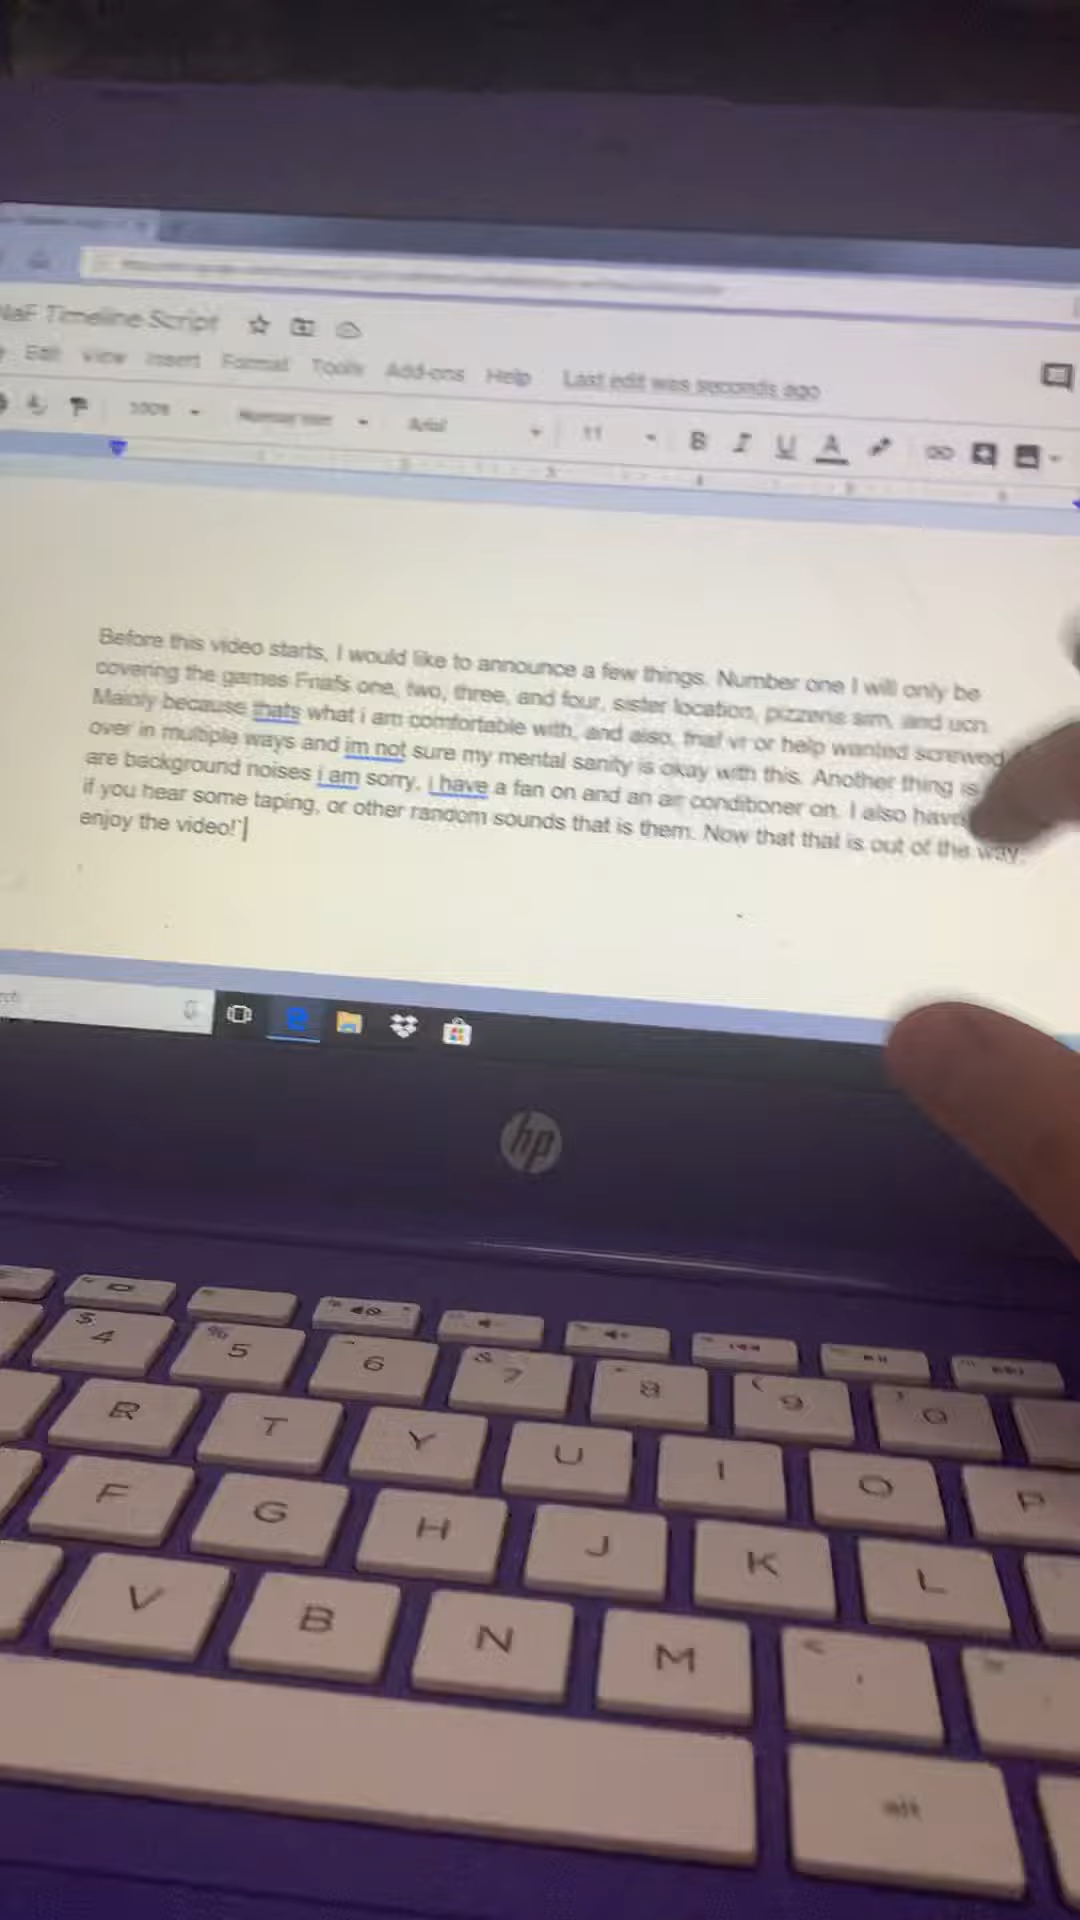 NaF Timeline Script
Edit View Insert Format Tools Add-ons Help Last edit was seconds ago
100% Normal text Arial 11 B I U A
Before this video starts, I would like to announce a few things. Number one I will only be
covering the games Fnafs one, two, three, and four, sister location, pizzeria sim, and ucn.
Mainly because thats what i am comfortable with, and also, fnaf vr or help wanted screwed
over in multiple ways and im not sure my mental sanity is okay with this. Another thing is
are background noises i am sorry, i have a fan on and an air conditioner on. I also have
if you hear some taping, or other random sounds that is them. Now that that is out of the way,
enjoy the video!`
hp
$ 4 % 5 6 & 7 8 ( 9 ) 0
R T Y U I O P
F G H J K L
V B N M < ,
alt